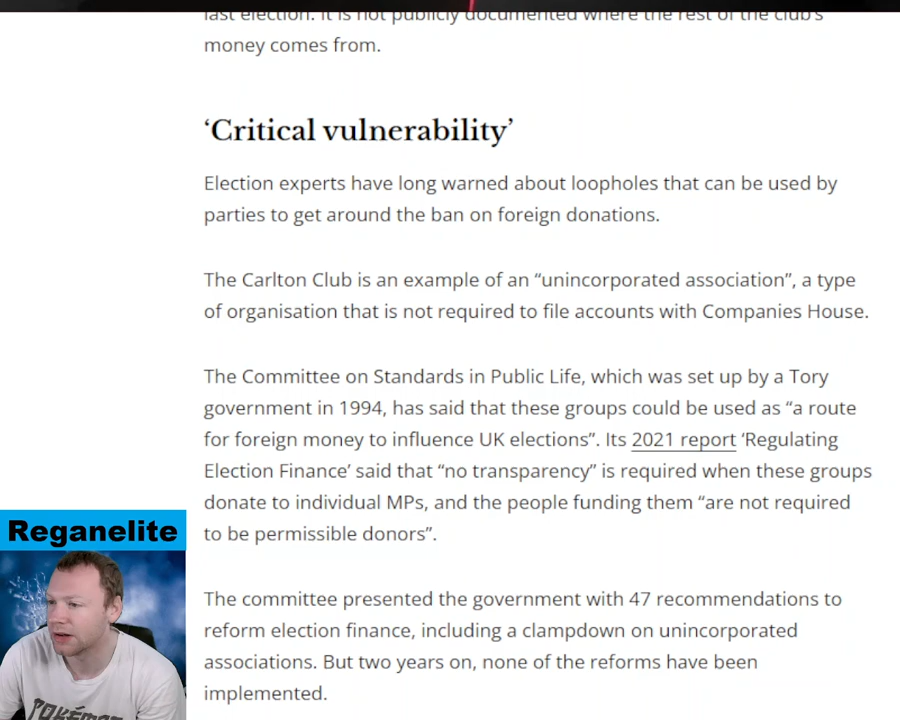 last election. It is not publicly documented where the rest of the club's
money comes from.
‘Critical vulnerability’
Election experts have long warned about loopholes that can be used by
parties to get around the ban on foreign donations.
The Carlton Club is an example of an “unincorporated association”, a type
of organisation that is not required to file accounts with Companies House.
The Committee on Standards in Public Life, which was set up by a Tory
government in 1994, has said that these groups could be used as “a route
for foreign money to influence UK elections”. Its 2021 report ‘Regulating
Election Finance’ said that “no transparency” is required when these groups
donate to individual MPs, and the people funding them “are not required
to be permissible donors”.
The committee presented the government with 47 recommendations to
reform election finance, including a clampdown on unincorporated
associations. But two years on, none of the reforms have been
implemented.
Reganelite
POKÉMON